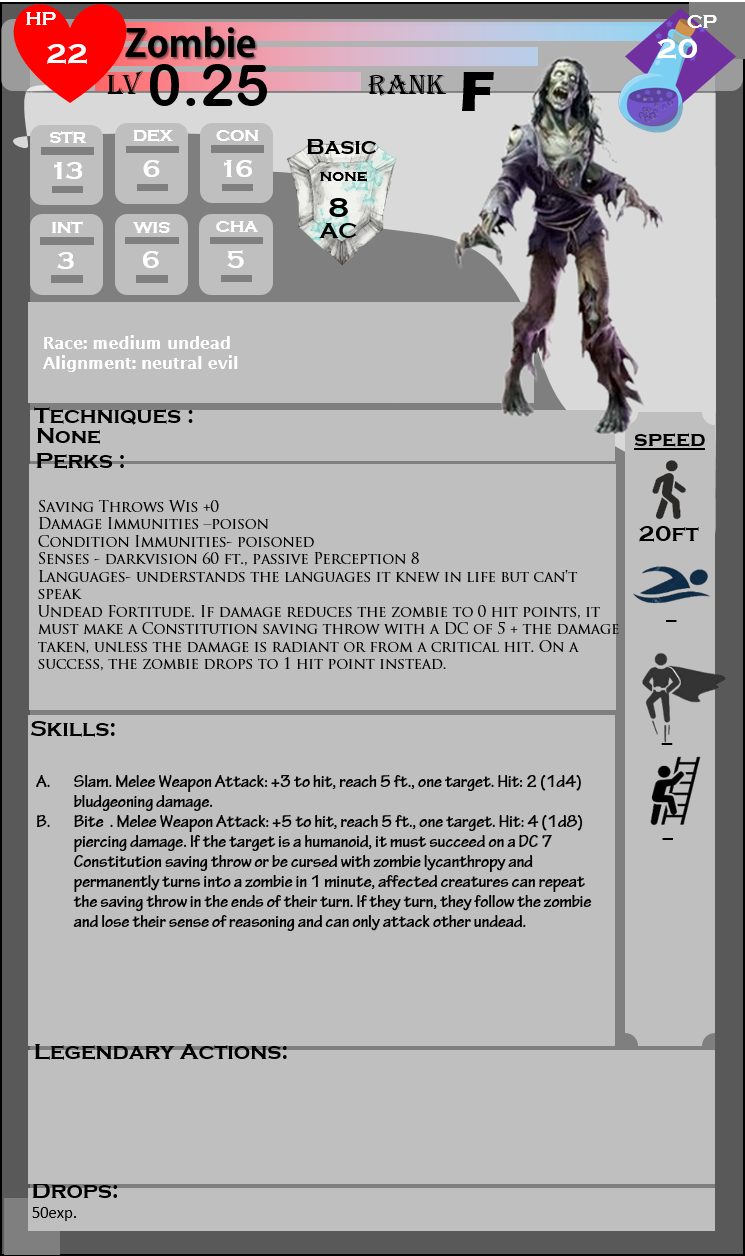 HP
22
Zombie
CP
20
LV 0.25
RANK F
STR
13
DEX
6
CON
16
INT
3
WIS
6
CHA
5
BASIC
NONE
8
AC
Race: medium undead
Alignment: neutral evil
TECHNIQUES :
NONE
PERKS :
SPEED
20FT
–
–
–
SAVING THROWS WIS +0
DAMAGE IMMUNITIES –POISON
CONDITION IMMUNITIES- POISONED
SENSES - DARKVISION 60 FT., PASSIVE PERCEPTION 8
LANGUAGES- UNDERSTANDS THE LANGUAGES IT KNEW IN LIFE BUT CAN'T
SPEAK
UNDEAD FORTITUDE. IF DAMAGE REDUCES THE ZOMBIE TO 0 HIT POINTS, IT
MUST MAKE A CONSTITUTION SAVING THROW WITH A DC OF 5 + THE DAMAGE
TAKEN, UNLESS THE DAMAGE IS RADIANT OR FROM A CRITICAL HIT. ON A
SUCCESS, THE ZOMBIE DROPS TO 1 HIT POINT INSTEAD.
SKILLS:
A. Slam. Melee Weapon Attack: +3 to hit, reach 5 ft., one target. Hit: 2 (1d4)
bludgeoning damage.
B. Bite . Melee Weapon Attack: +5 to hit, reach 5 ft., one target. Hit: 4 (1d8)
piercing damage. If the target is a humanoid, it must succeed on a DC 7
Constitution saving throw or be cursed with zombie lycanthropy and
permanently turns into a zombie in 1 minute, affected creatures can repeat
the saving throw in the ends of their turn. If they turn, they follow the zombie
and lose their sense of reasoning and can only attack other undead.
LEGENDARY ACTIONS:
DROPS:
50exp.